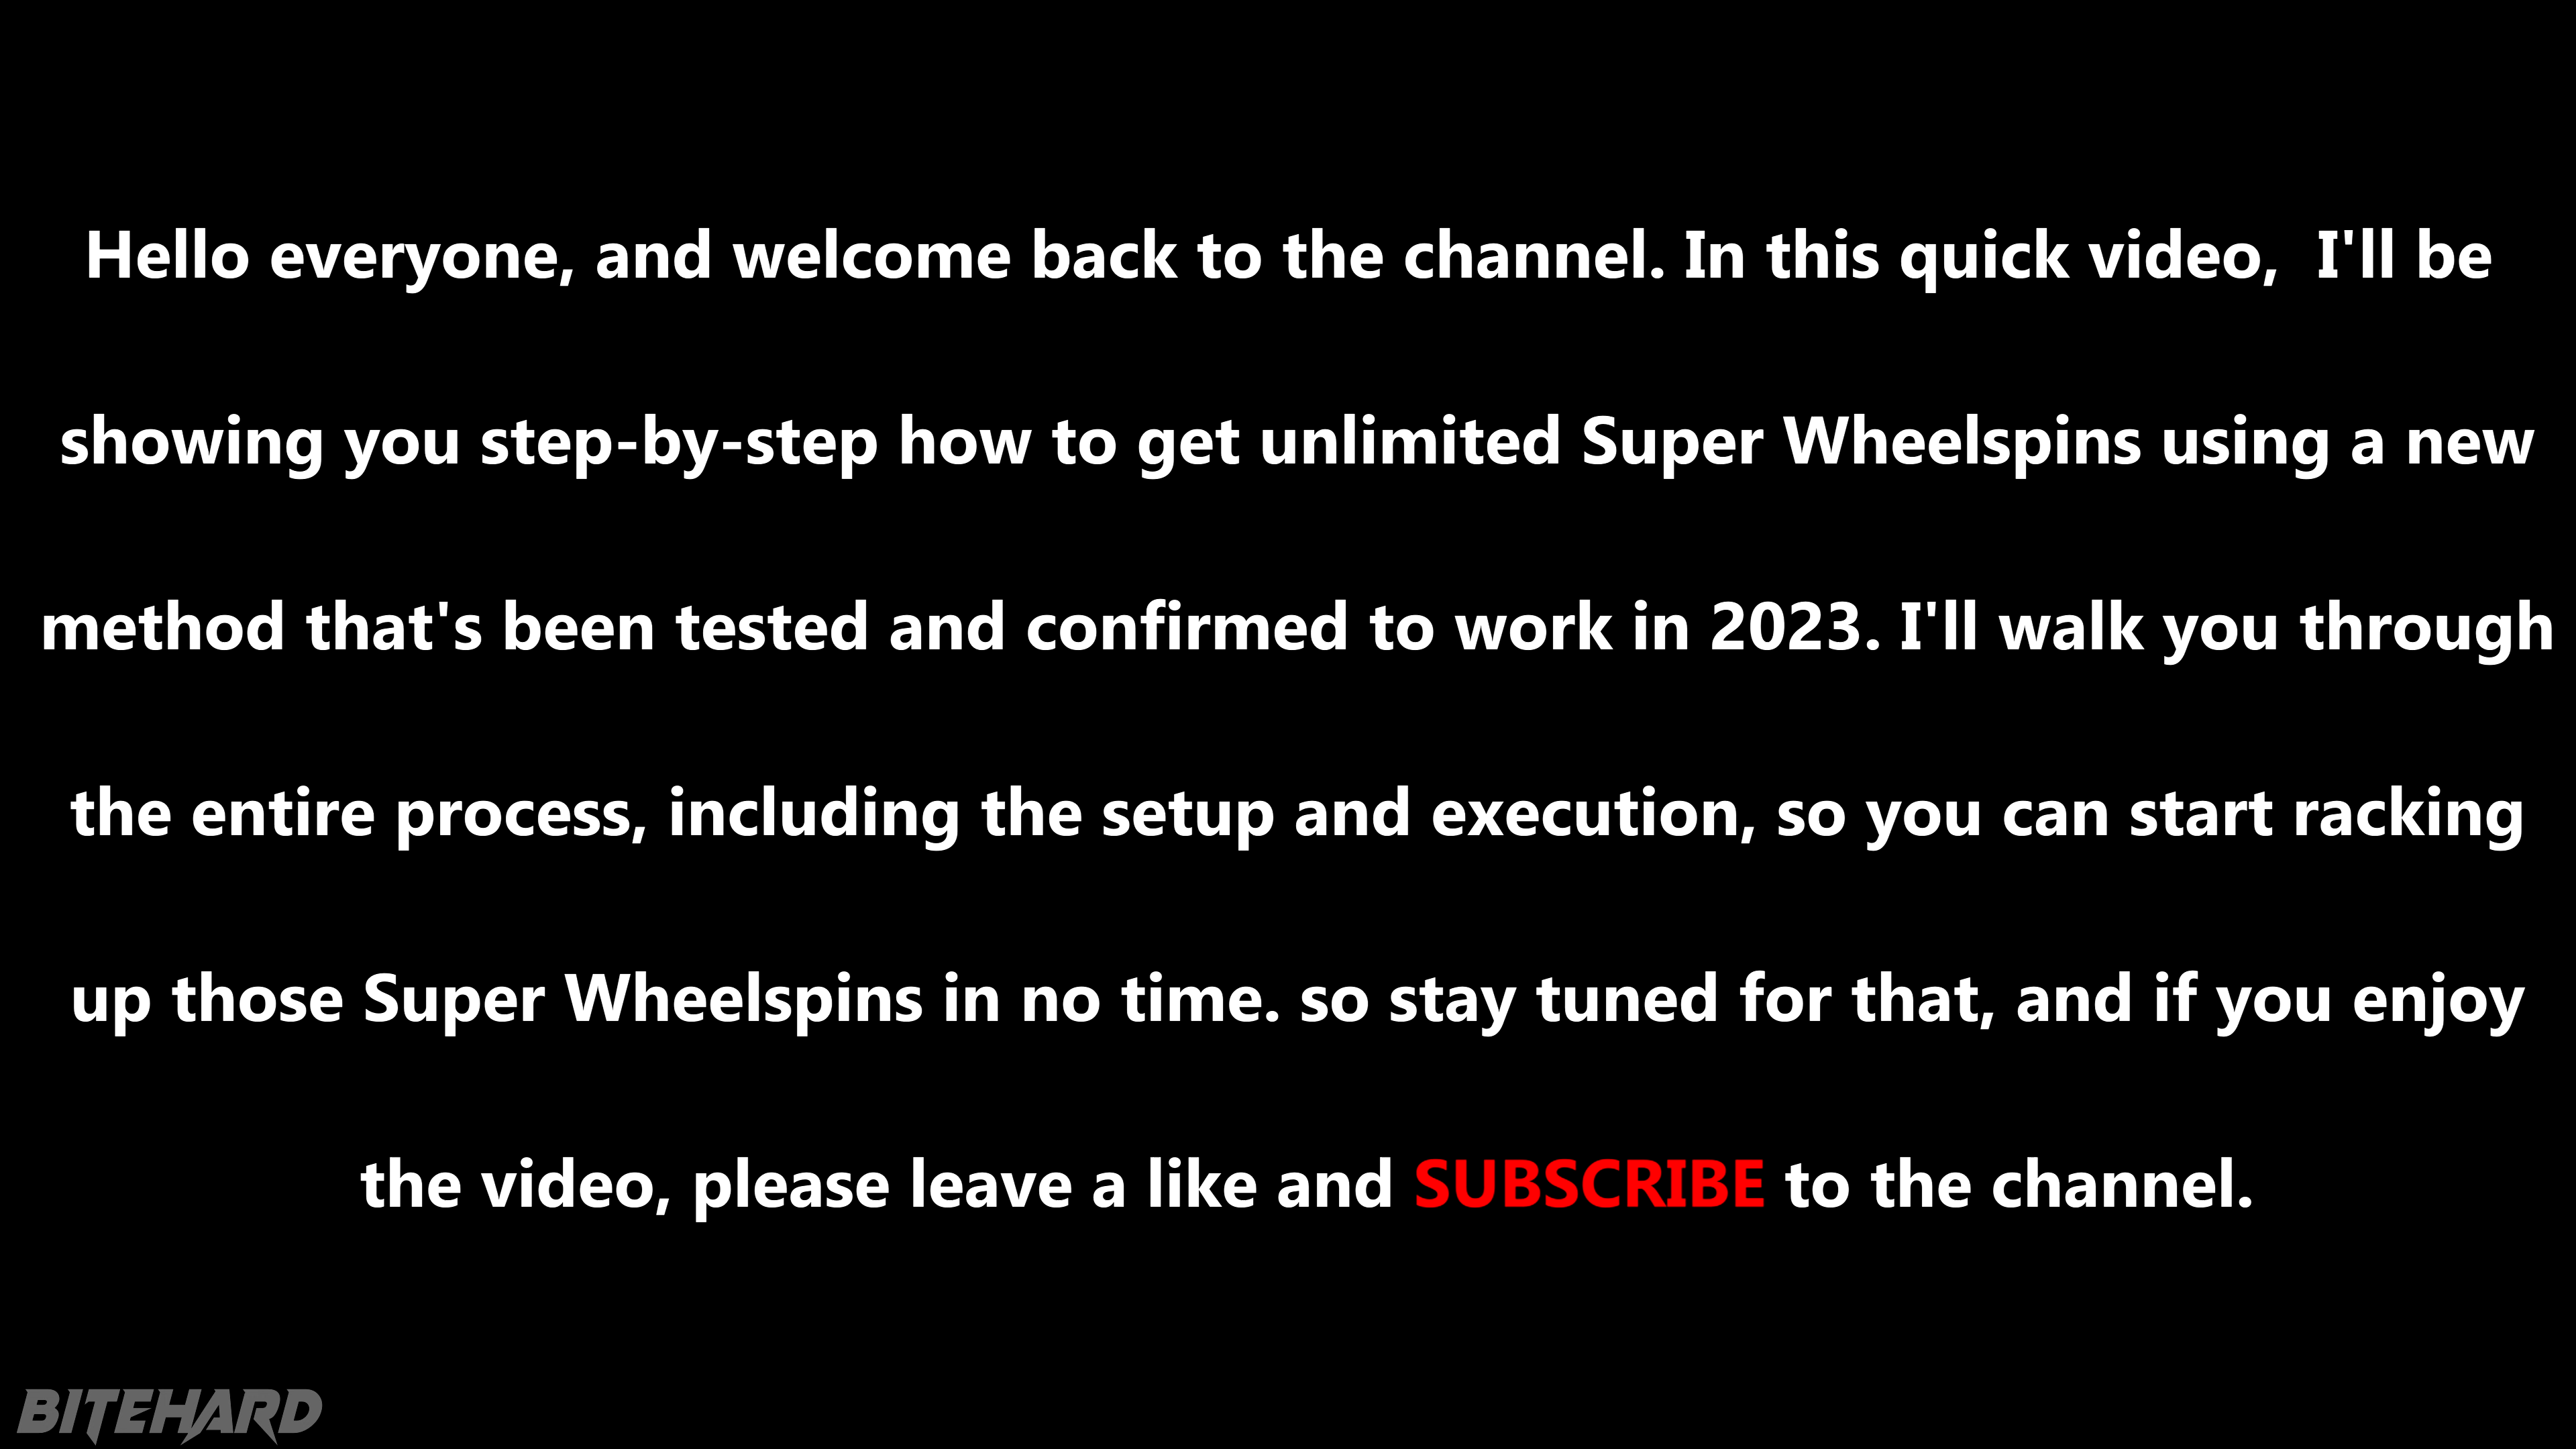 Hello everyone, and welcome back to the channel. In this quick video,  I'll be
showing you step-by-step how to get unlimited Super Wheelspins using a new
method that's been tested and confirmed to work in 2023. I'll walk you through
the entire process, including the setup and execution, so you can start racking
up those Super Wheelspins in no time. so stay tuned for that, and if you enjoy
the video, please leave a like and SUBSCRIBE to the channel.
BITEHARD